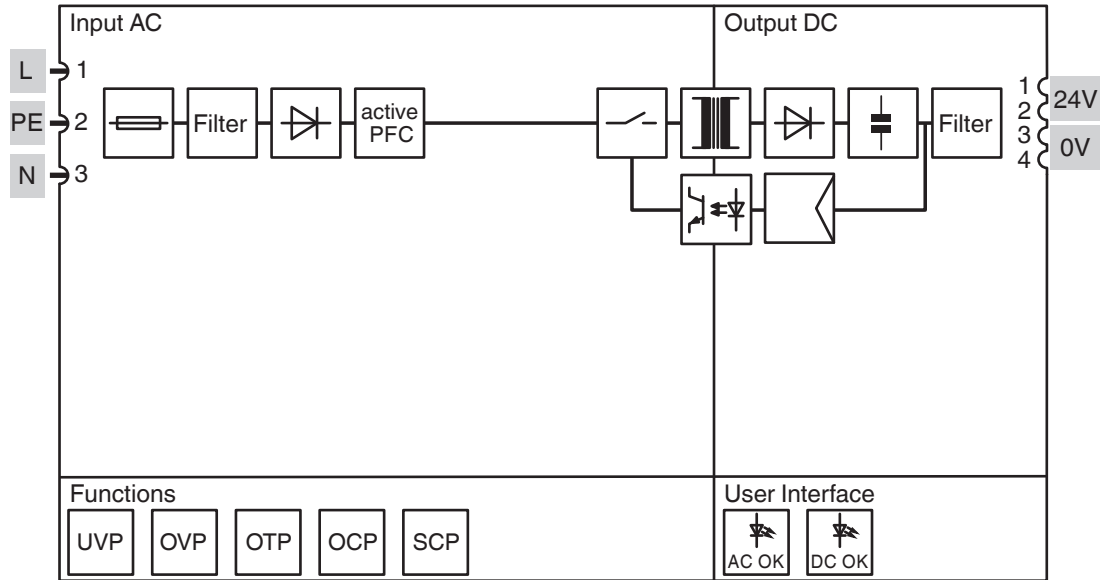 Input AC
Output DC
L
1
PE
2
N
3
Filter
active
PFC
Filter
1
2
3
4
24V
0V
Functions
UVP
OVP
OTP
OCP
SCP
User Interface
AC OK
DC OK